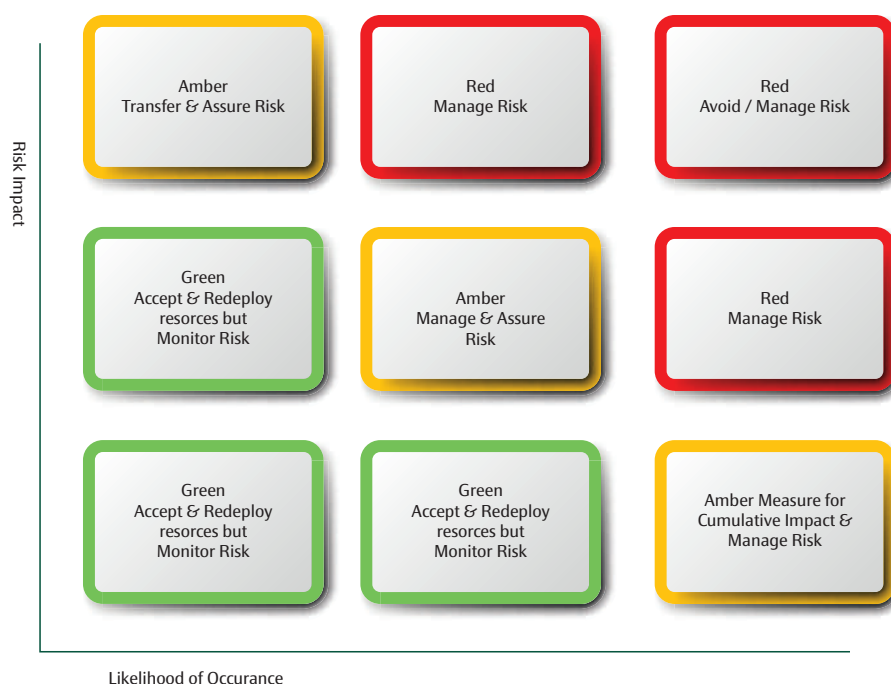 Risk Impact
Amber
Transfer & Assure Risk
Red
Manage Risk
Red
Avoid / Manage Risk
Green
Accept & Redeploy
resorces but
Monitor Risk
Amber
Manage & Assure
Risk
Red
Manage Risk
Green
Accept & Redeploy
resorces but
Monitor Risk
Green
Accept & Redeploy
resorces but
Monitor Risk
Amber Measure for
Cumulative Impact &
Manage Risk
Likelihood of Occurance